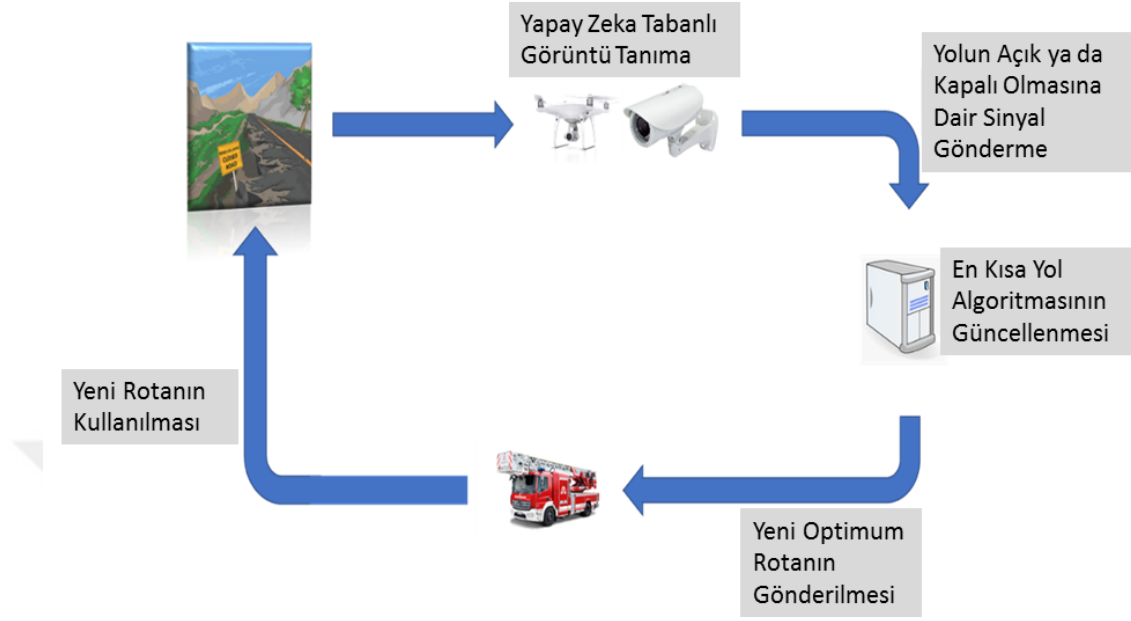 Yapay Zeka Tabanlı
Görüntü Tanıma
Yolun Açık ya da
Kapalı Olmasına
Dair Sinyal
Gönderme
En Kısa Yol
Algoritmasının
Güncellenmesi
Yeni Optimum
Rotanın
Gönderilmesi
Yeni Rotanın
Kullanılması